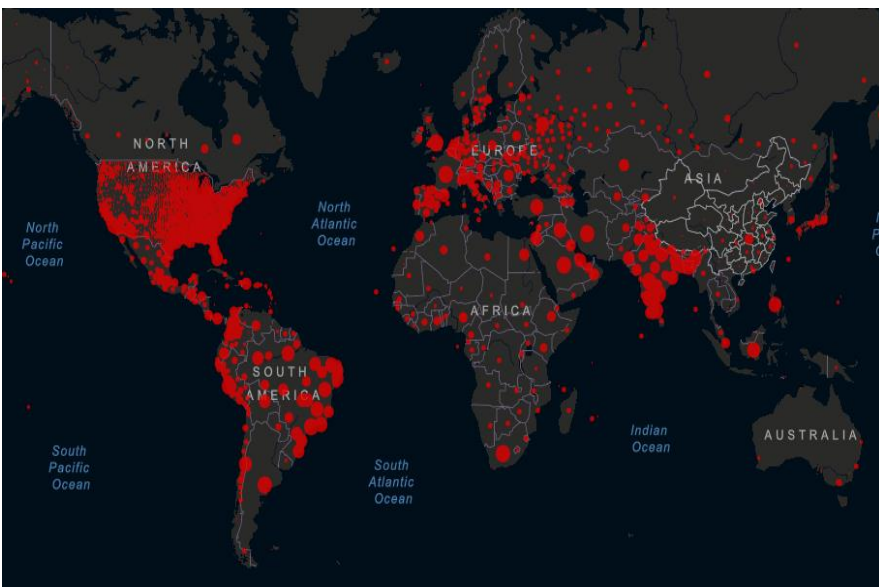 NORTH
AMERICA
EUROPE
ASIA
North
Pacific
Ocean
North
Atlantic
Ocean
AFRICA
SOUTH
AMERICA
South
Pacific
Ocean
South
Atlantic
Ocean
Indian
Ocean
AUSTRALIA